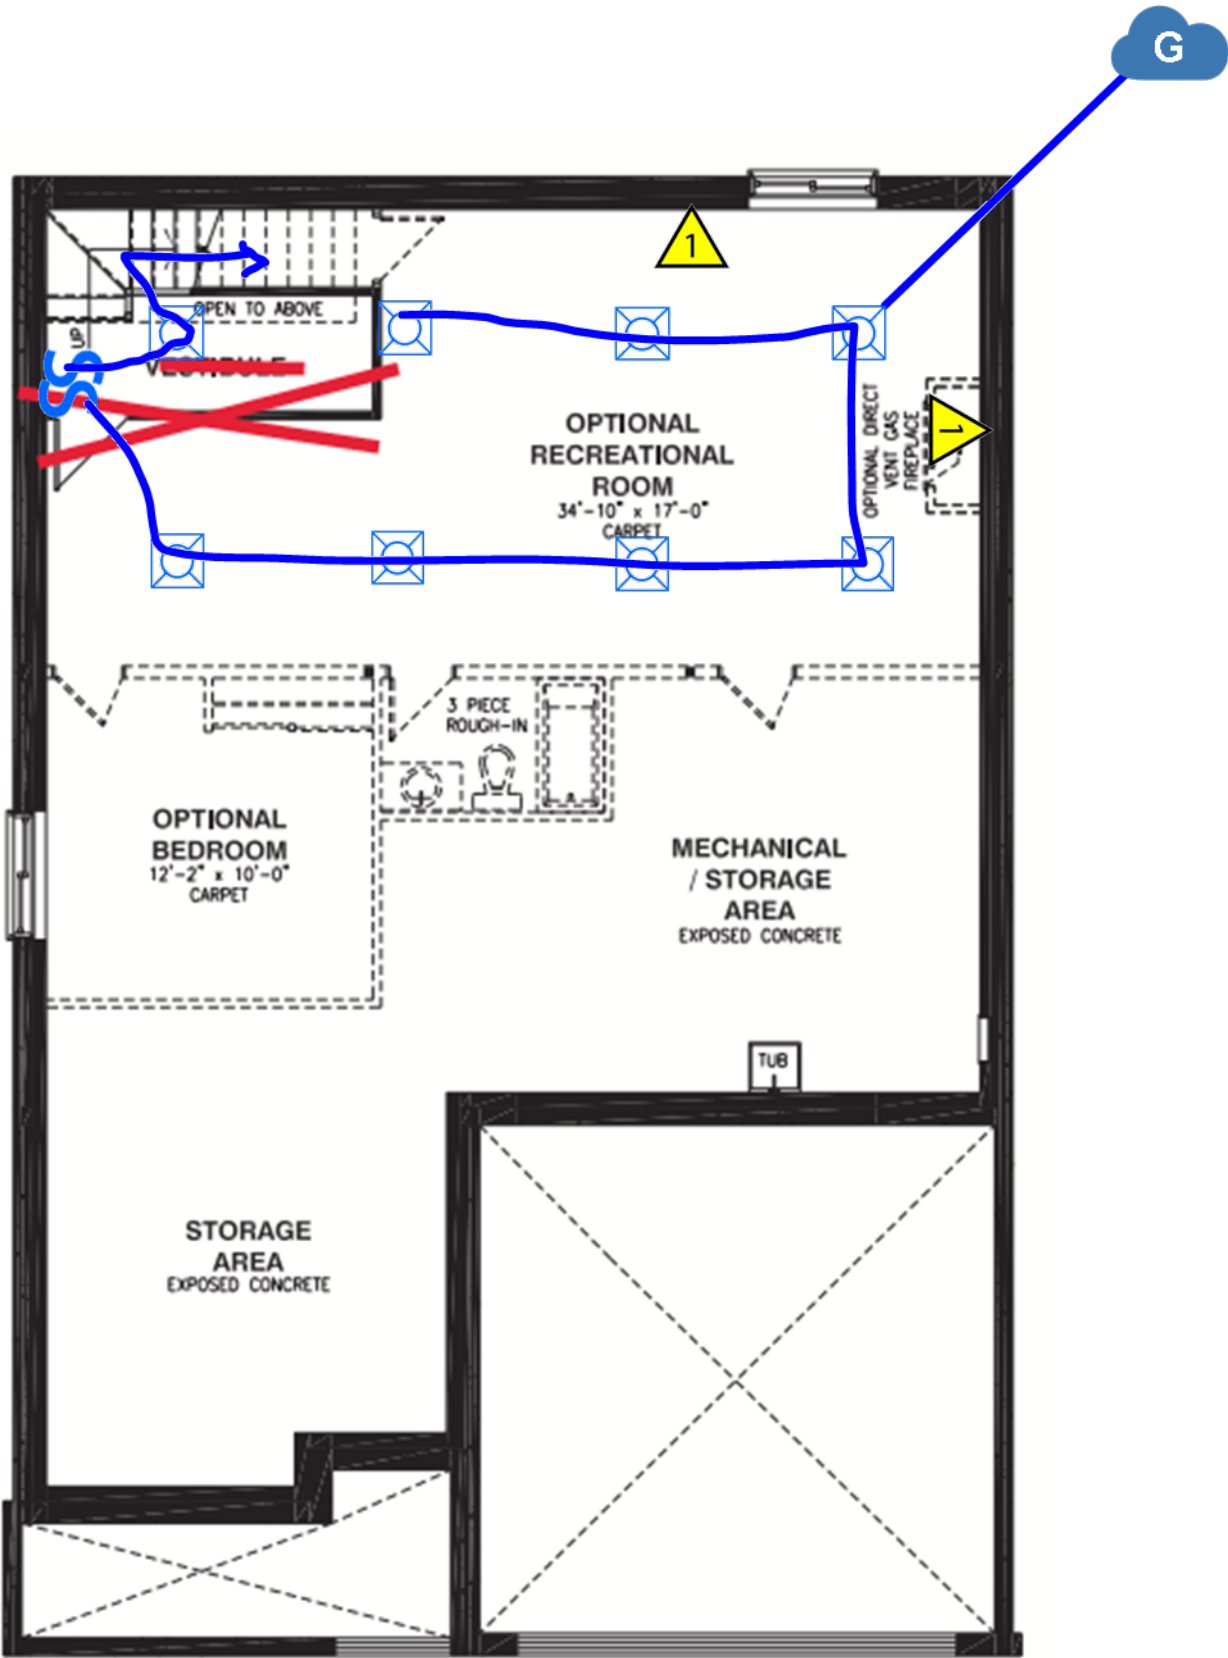 G
1
OPEN TO ABOVE
UP
SS
VESTIBULE
OPTIONAL
RECREATIONAL
ROOM
34'-10" x 17'-0"
CARPET
OPTIONAL DIRECT
VENT GAS
FIREPLACE
1
3 PIECE
ROUGH-IN
OPTIONAL
BEDROOM
12'-2" x 10'-0"
CARPET
MECHANICAL
/ STORAGE
AREA
EXPOSED CONCRETE
TUB
STORAGE
AREA
EXPOSED CONCRETE